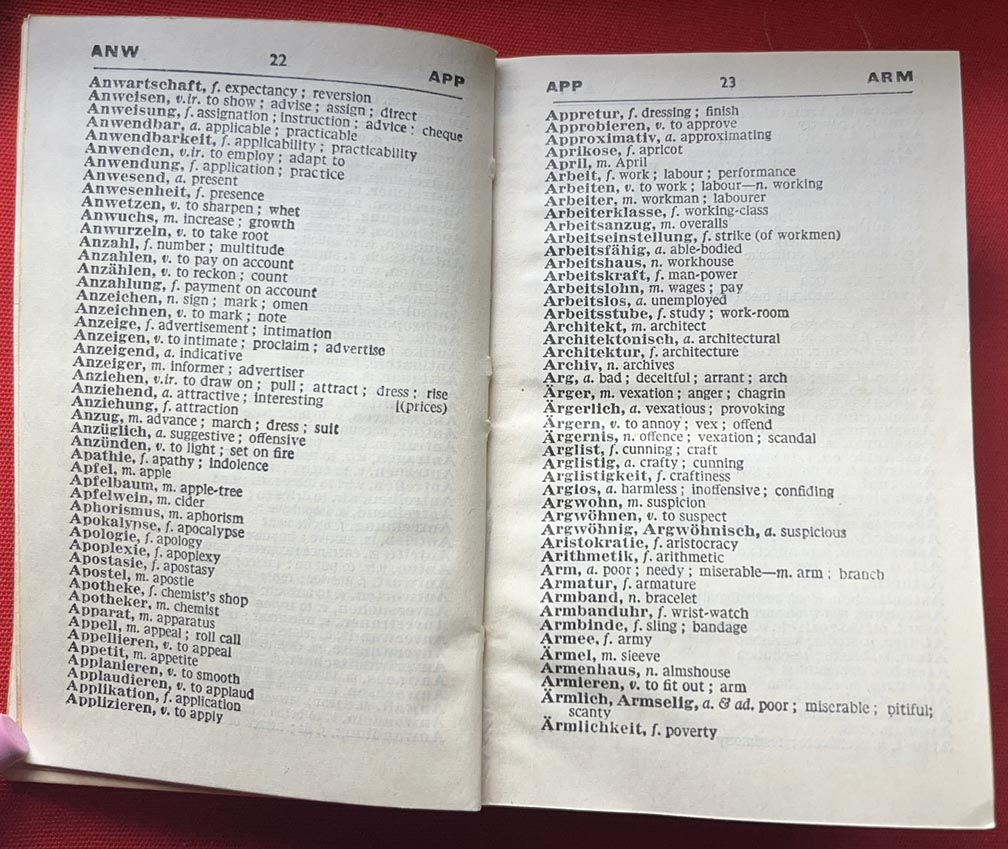 ANW 22 APP
Anwartschaft, f. expectancy ; reversion
Anweisen, v.ir. to show ; advise ; assign ; direct
Anweisung, f. assignation ; instruction ; advice : cheque
Anwendbar, a. applicable ; practicable
Anwendbarkeit, f. applicability ; practicability
Anwenden, v.ir. to employ ; adapt to
Anwendung, f. application ; practice
Anwesend, a. present
Anwesenheit, f. presence
Anwetzen, v. to sharpen ; whet
Anwuchs, m. increase ; growth
Anwurzeln, v. to take root
Anzahl, f. number ; multitude
Anzahlen, v. to pay on account
Anzählen, v. to reckon ; count
Anzahlung, f. payment on account
Anzeichen, n. sign ; mark ; omen
Anzeichnen, v. to mark ; note
Anzeige, f. advertisement ; intimation
Anzeigen, v. to intimate ; proclaim ; advertise
Anzeigend, a. indicative
Anzeiger, m. informer ; advertiser
Anziehen, v.ir. to draw on ; pull ; attract ; dress ; rise
Anziehend, a. attractive ; interesting [(prices)
Anziehung, f. attraction
Anzug, m. advance ; march ; dress ; suit
Anzüglich, a. suggestive ; offensive
Anzünden, v. to light ; set on fire
Apathie, f. apathy ; indolence
Apfel, m. apple
Apfelbaum, m. apple-tree
Apfelwein, m. cider
Aphorismus, m. aphorism
Apokalypse, f. apocalypse
Apologie, f. apology
Apoplexie, f. apoplexy
Apostasie, f. apostasy
Apostel, m. apostle
Apotheke, f. chemist's shop
Apotheker, m. chemist
Apparat, m. apparatus
Appell, m. appeal ; roll call
Appellieren, v. to appeal
Appetit, m. appetite
Applanieren, v. to smooth
Applaudieren, v. to applaud
Applikation, f. application
Applizieren, v. to apply
APP 23 ARM
Appretur, f. dressing ; finish
Approbieren, v. to approve
Approximativ, a. approximating
Aprikose, f. apricot
April, m. April
Arbeit, f. work ; labour ; performance
Arbeiten, v. to work ; labour—n. working
Arbeiter, m. workman ; labourer
Arbeiterklasse, f. working-class
Arbeitsanzug, m. overalls
Arbeitseinstellung, f. strike (of workmen)
Arbeitsfähig, a. able-bodied
Arbeitshaus, n. workhouse
Arbeitskraft, f. man-power
Arbeitslohn, m. wages ; pay
Arbeitslos, a. unemployed
Arbeitsstube, f. study ; work-room
Architekt, m. architect
Architektonisch, a. architectural
Architektur, f. architecture
Archiv, n. archives
Arg, a. bad ; deceitful ; arrant ; arch
Ärger, m. vexation ; anger ; chagrin
Ärgerlich, a. vexatious ; provoking
Ärgern, v. to annoy ; vex ; offend
Ärgernis, n. offence ; vexation ; scandal
Arglist, f. cunning ; craft
Arglistig, a. crafty ; cunning
Arglistigkeit, f. craftiness
Arglos, a. harmless ; inoffensive ; confiding
Argwohn, m. suspicion
Argwöhnen, v. to suspect
Argwöhnig, Argwöhnisch, a. suspicious
Aristokratie, f. aristocracy
Arithmetik, f. arithmetic
Arm, a. poor ; needy ; miserable—m. arm ; branch
Armatur, f. armature
Armband, n. bracelet
Armbanduhr, f. wrist-watch
Armbinde, f. sling ; bandage
Armee, f. army
Ärmel, m. sleeve
Armenhaus, n. almshouse
Armieren, v. to fit out ; arm
Ärmlich, Armselig, a. & ad. poor ; miserable ; pitiful;
scanty
Ärmlichkeit, f. poverty